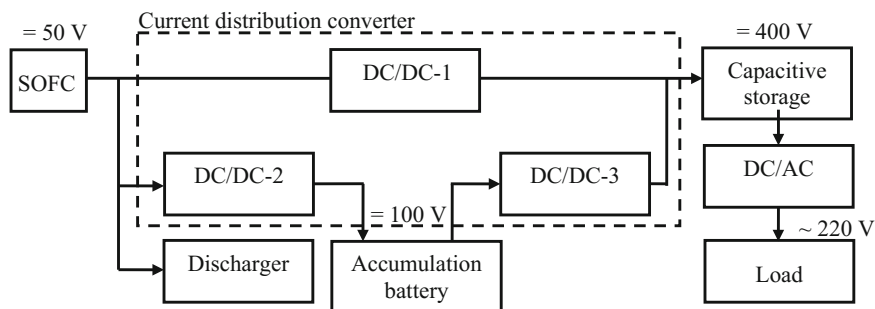 Current distribution converter
= 50 V
= 400 V
SOFC
DC/DC-1
Capacitive
storage
DC/DC-2
DC/DC-3
DC/AC
= 100 V
~ 220 V
Discharger
Accumulation
battery
Load